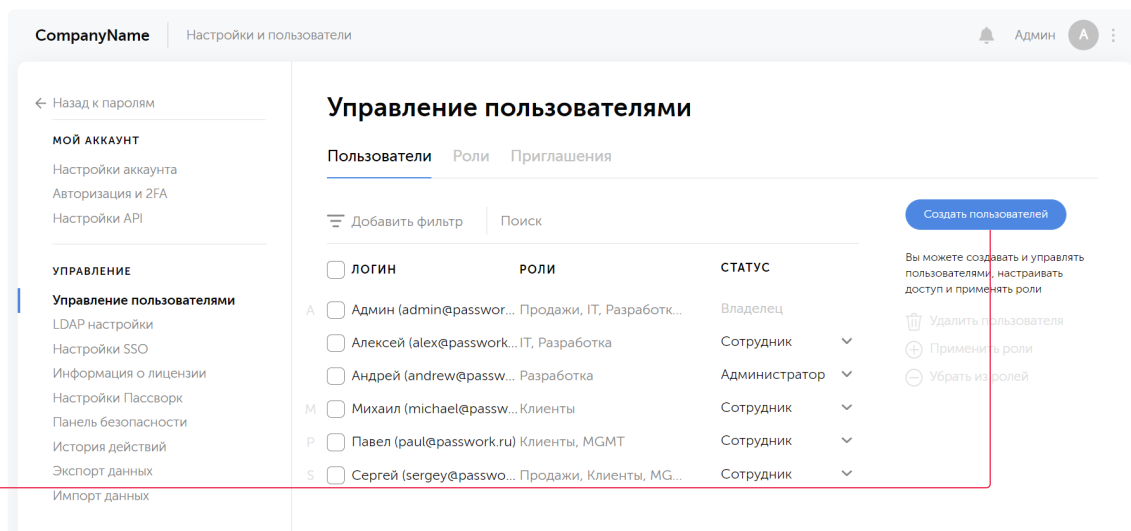 CompanyName
Настройки и пользователи
Админ
A
Назад к паролям
МОЙ АККАУНТ
Настройки аккаунта
Авторизация и 2FA
Настройки API
УПРАВЛЕНИЕ
Управление пользователями
LDAP настройки
Настройки SSO
Информация о лицензии
Настройки Пассворк
Панель безопасности
История действий
Экспорт данных
Импорт данных
Управление пользователями
Пользователи Роли Приглашения
Добавить фильтр Поиск
ЛОГИН РОЛИ СТАТУС
A Админ (admin@passwor... Продажи, IT, Разработк... Владелец
Алексей (alex@passwork... IT, Разработка Сотрудник
Андрей (andrew@passw... Разработка Администратор
M Михаил (michael@passw... Клиенты Сотрудник
P Павел (paul@passwork.ru) Клиенты, MGMT Сотрудник
S Сергей (sergey@passwo... Продажи, Клиенты, MG... Сотрудник
Создать пользователей
Вы можете создавать и управлять
пользователями, настраивать
доступ и применять роли
Удалить пользователя
Применить роли
Убрать из ролей